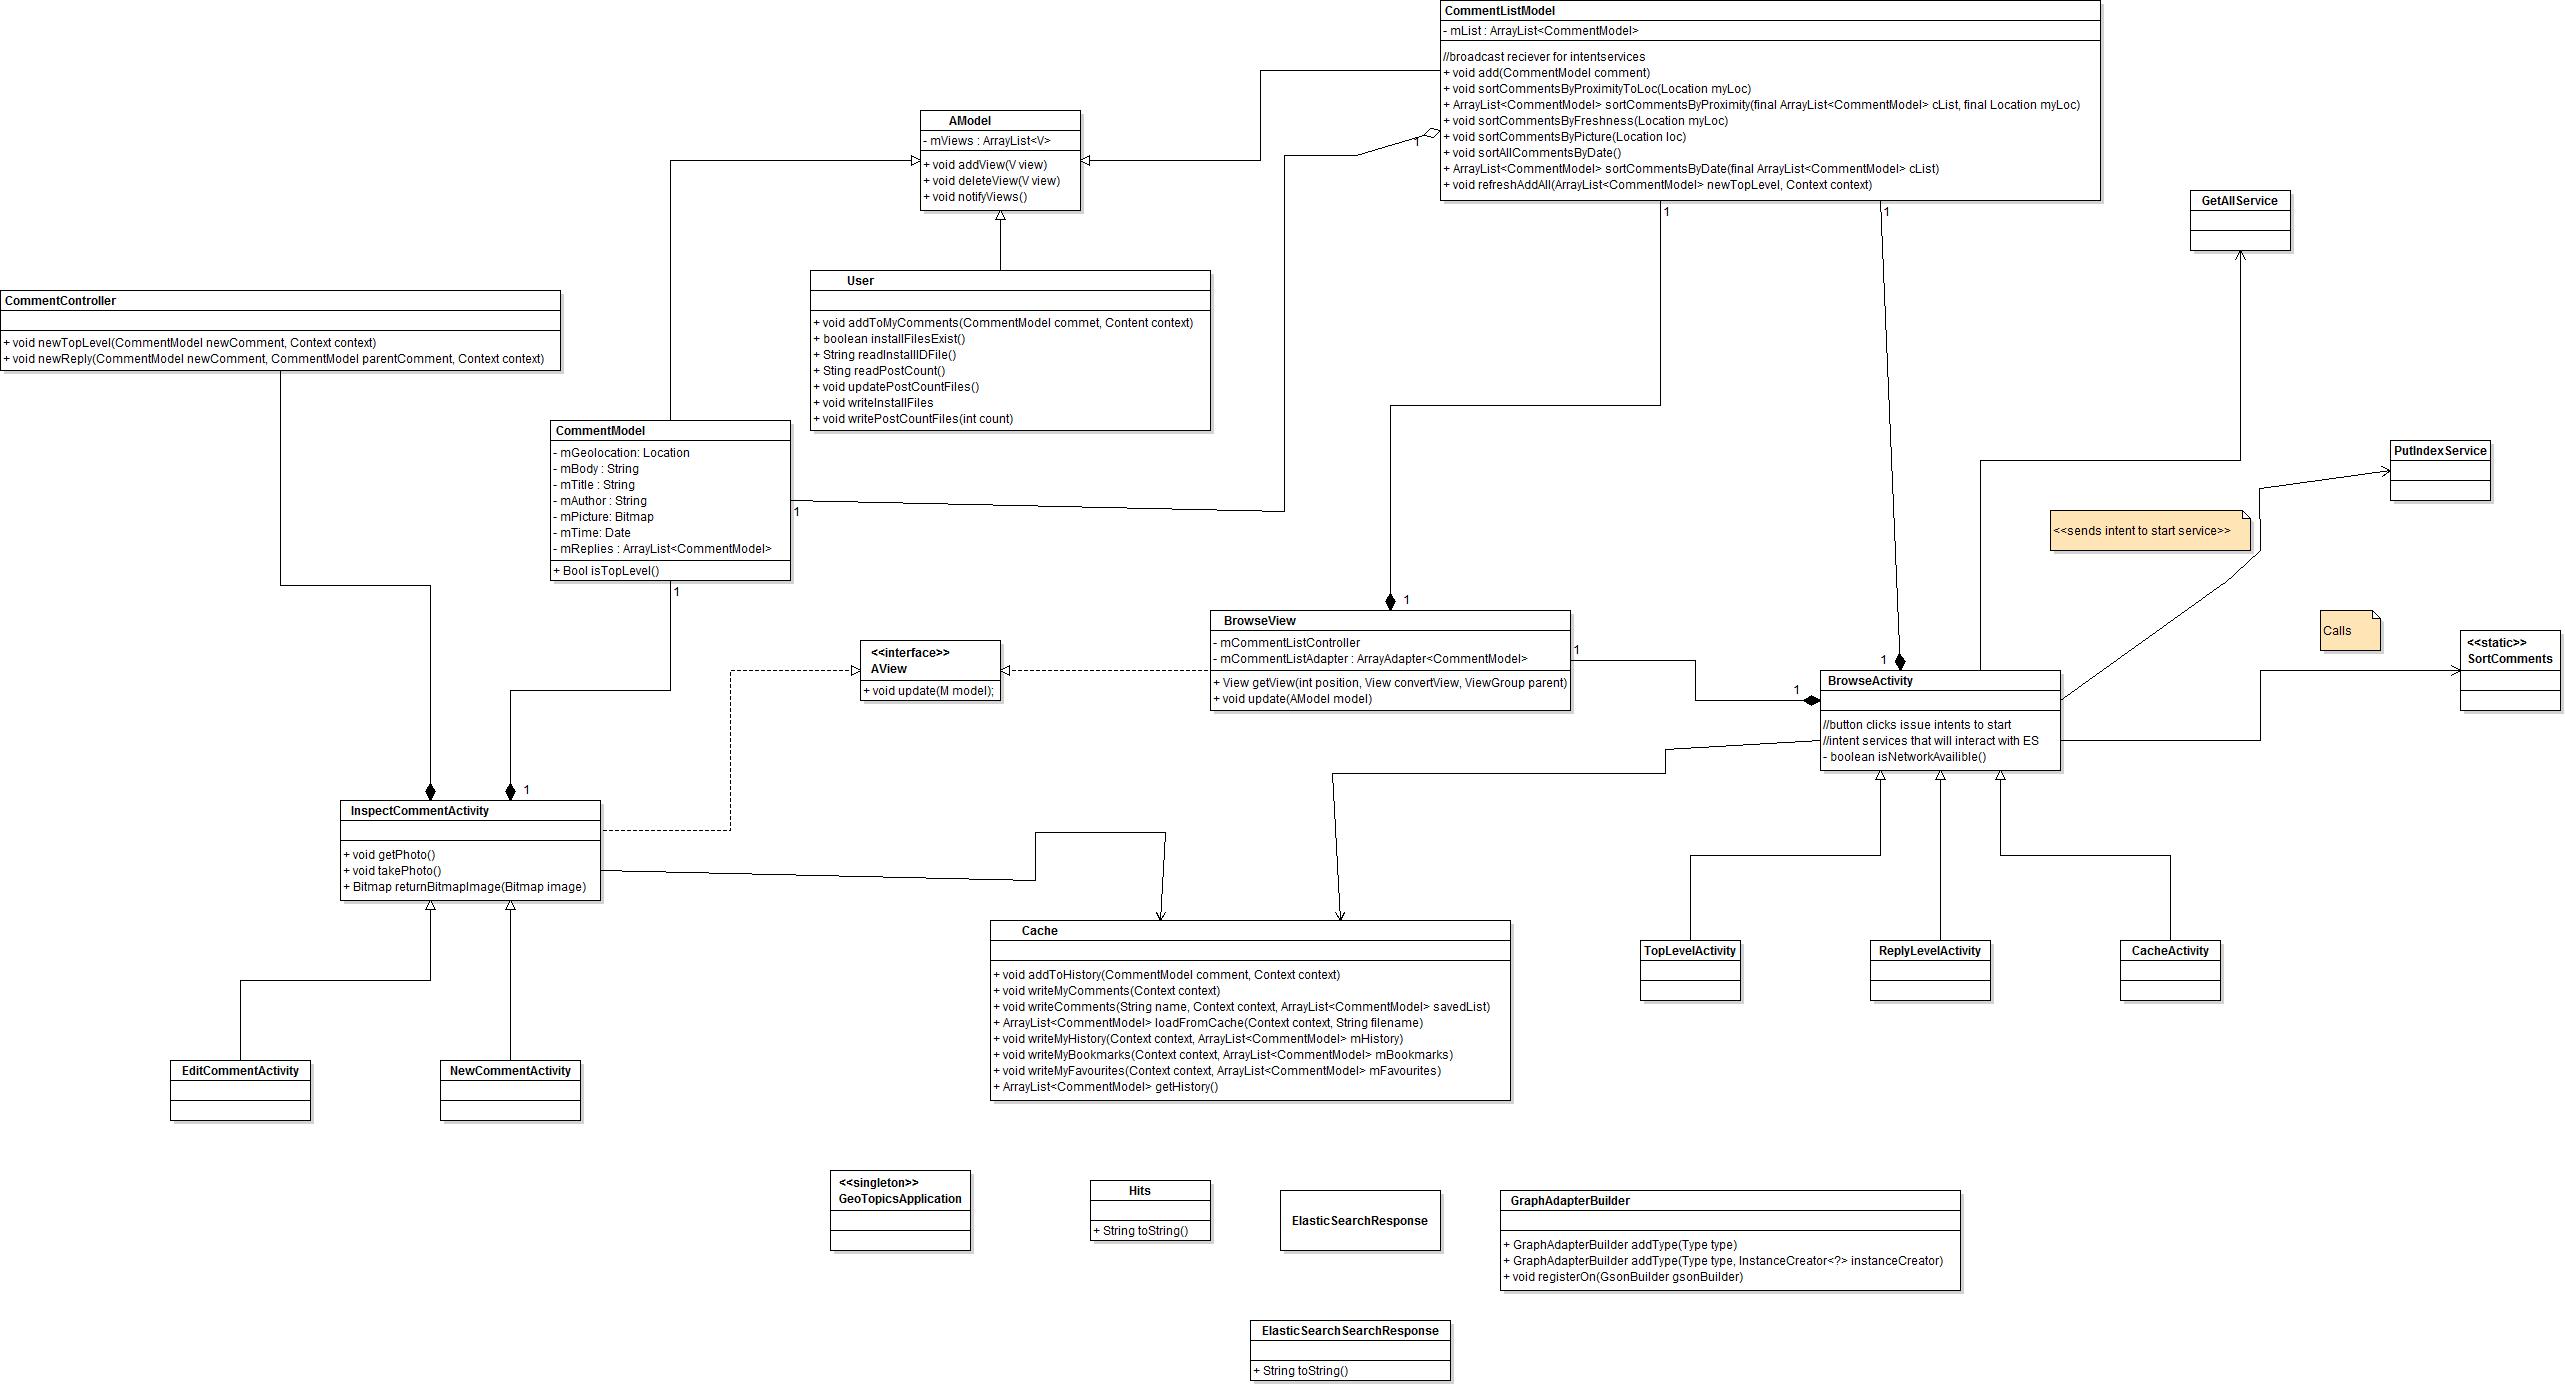 CommentListModel
- mList : ArrayList<CommentModel>
//broadcast reciever for intentservices
+ void add(CommentModel comment)
+ void sortCommentsByProximityToLoc(Location myLoc)
+ ArrayList<CommentModel> sortCommentsByProximity(final ArrayList<CommentModel> cList, final Location myLoc)
+ void sortCommentsByFreshness(Location myLoc)
+ void sortCommentsByPicture(Location loc)
+ void sortAllCommentsByDate()
+ ArrayList<CommentModel> sortCommentsByDate(final ArrayList<CommentModel> cList)
+ void refreshAddAll(ArrayList<CommentModel> newTopLevel, Context context)
1
1
1
AModel
- mViews : ArrayList<V>
+ void addView(V view)
+ void deleteView(V view)
+ void notifyViews()
GetAllService
User
+ void addToMyComments(CommentModel commet, Content context)
+ boolean installFilesExist()
+ String readInstallIDFile()
+ Sting readPostCount()
+ void updatePostCountFiles()
+ void writeInstallFiles
+ void writePostCountFiles(int count)
CommentController
+ void newTopLevel(CommentModel newComment, Context context)
+ void newReply(CommentModel newComment, CommentModel parentComment, Context context)
CommentModel
- mGeolocation: Location
- mBody : String
- mTitle : String
- mAuthor : String
- mPicture: Bitmap
- mTime: Date
- mReplies : ArrayList<CommentModel>
+ Bool isTopLevel()
1
1
PutIndexService
<<sends intent to start service>>
Calls
<<static>>
SortComments
<<interface>>
AView
+ void update(M model);
1
BrowseView
- mCommentListController
- mCommentListAdapter : ArrayAdapter<CommentModel>
+ View getView(int position, View convertView, ViewGroup parent)
+ void update(AModel model)
1
1
1
BrowseActivity
//button clicks issue intents to start
//intent services that will interact with ES
- boolean isNetworkAvailible()
1
InspectCommentActivity
+ void getPhoto()
+ void takePhoto()
+ Bitmap returnBitmapImage(Bitmap image)
Cache
+ void addToHistory(CommentModel comment, Context context)
+ void writeMyComments(Context context)
+ void writeComments(String name, Context context, ArrayList<CommentModel> savedList)
+ ArrayList<CommentModel> loadFromCache(Context context, String filename)
+ void writeMyHistory(Context context, ArrayList<CommentModel> mHistory)
+ void writeMyBookmarks(Context context, ArrayList<CommentModel> mBookmarks)
+ void writeMyFavourites(Context context, ArrayList<CommentModel> mFavourites)
+ ArrayList<CommentModel> getHistory()
TopLevelActivity
ReplyLevelActivity
CacheActivity
EditCommentActivity
NewCommentActivity
<<singleton>>
GeoTopicsApplication
Hits
+ String toString()
ElasticSearchResponse
GraphAdapterBuilder
+ GraphAdapterBuilder addType(Type type)
+ GraphAdapterBuilder addType(Type type, InstanceCreator<?> instanceCreator)
+ void registerOn(GsonBuilder gsonBuilder)
ElasticSearchSearchResponse
+ String toString()